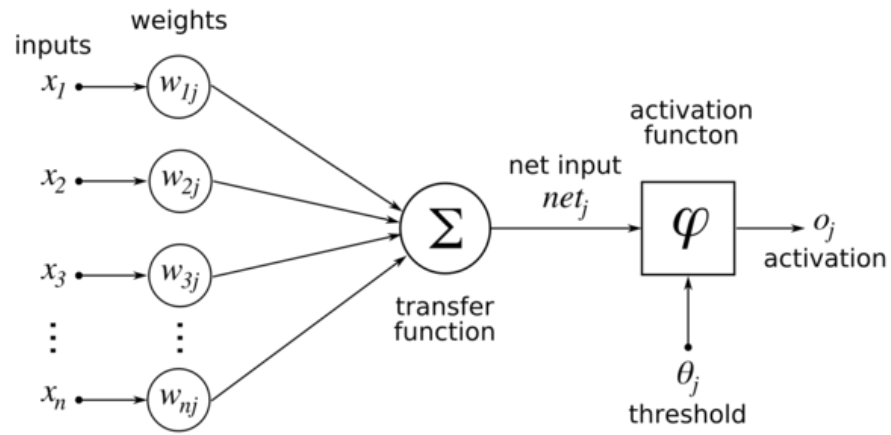 weights
inputs
x₁
w₁ⱼ
x₂
w₂ⱼ
x₃
w₃ⱼ
⋮
⋮
xₙ
wₙⱼ
Σ
transfer
function
net input
netⱼ
activation
functon
φ
oⱼ
activation
θⱼ
threshold